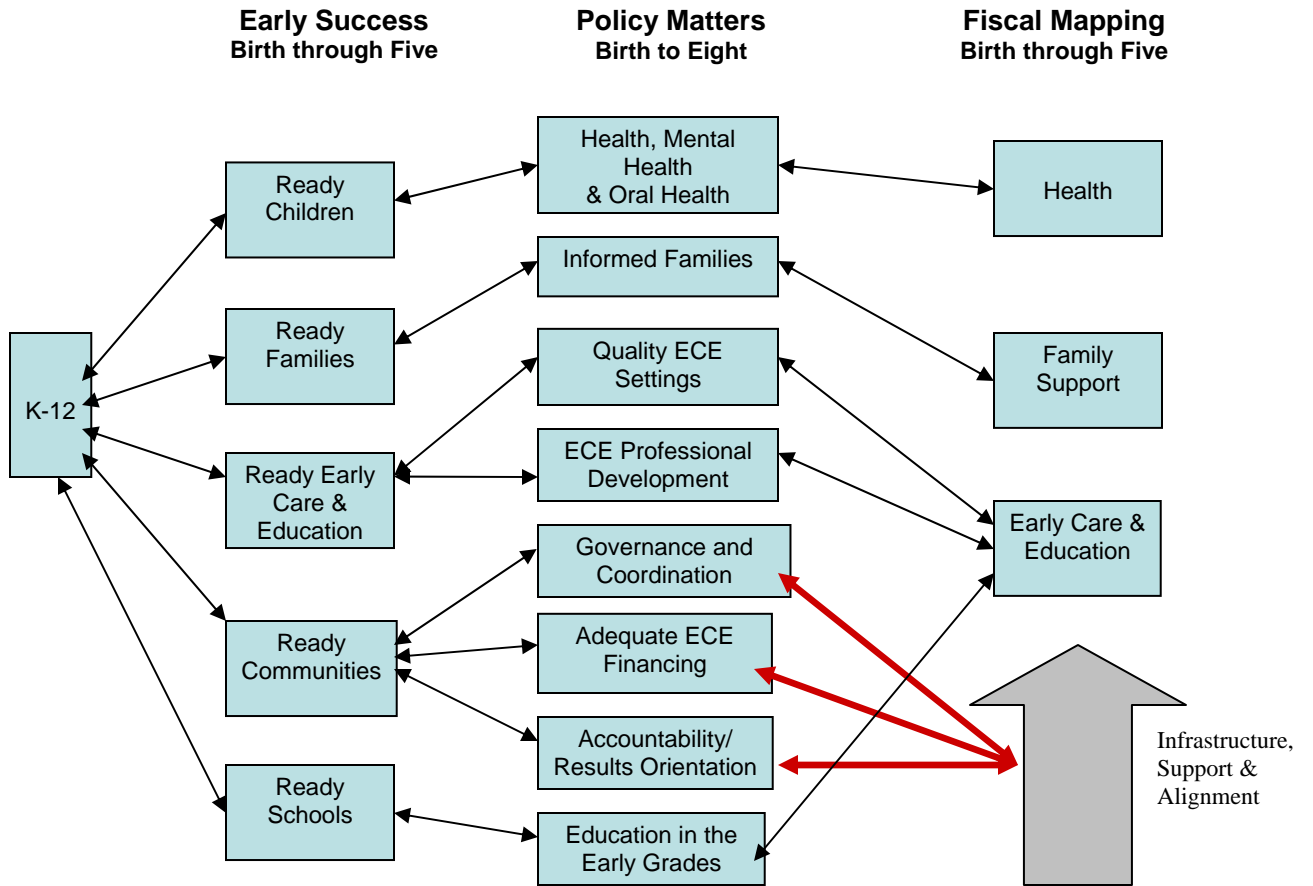 Early Success
Birth through Five
Policy Matters
Birth to Eight
Fiscal Mapping
Birth through Five
K-12
Ready
Children
Ready
Families
Ready Early
Care &
Education
Ready
Communities
Ready
Schools
Health, Mental
Health
& Oral Health
Informed Families
Quality ECE
Settings
ECE Professional
Development
Governance and
Coordination
Adequate ECE
Financing
Accountability/
Results Orientation
Education in the
Early Grades
Health
Family
Support
Early Care &
Education
Infrastructure,
Support &
Alignment